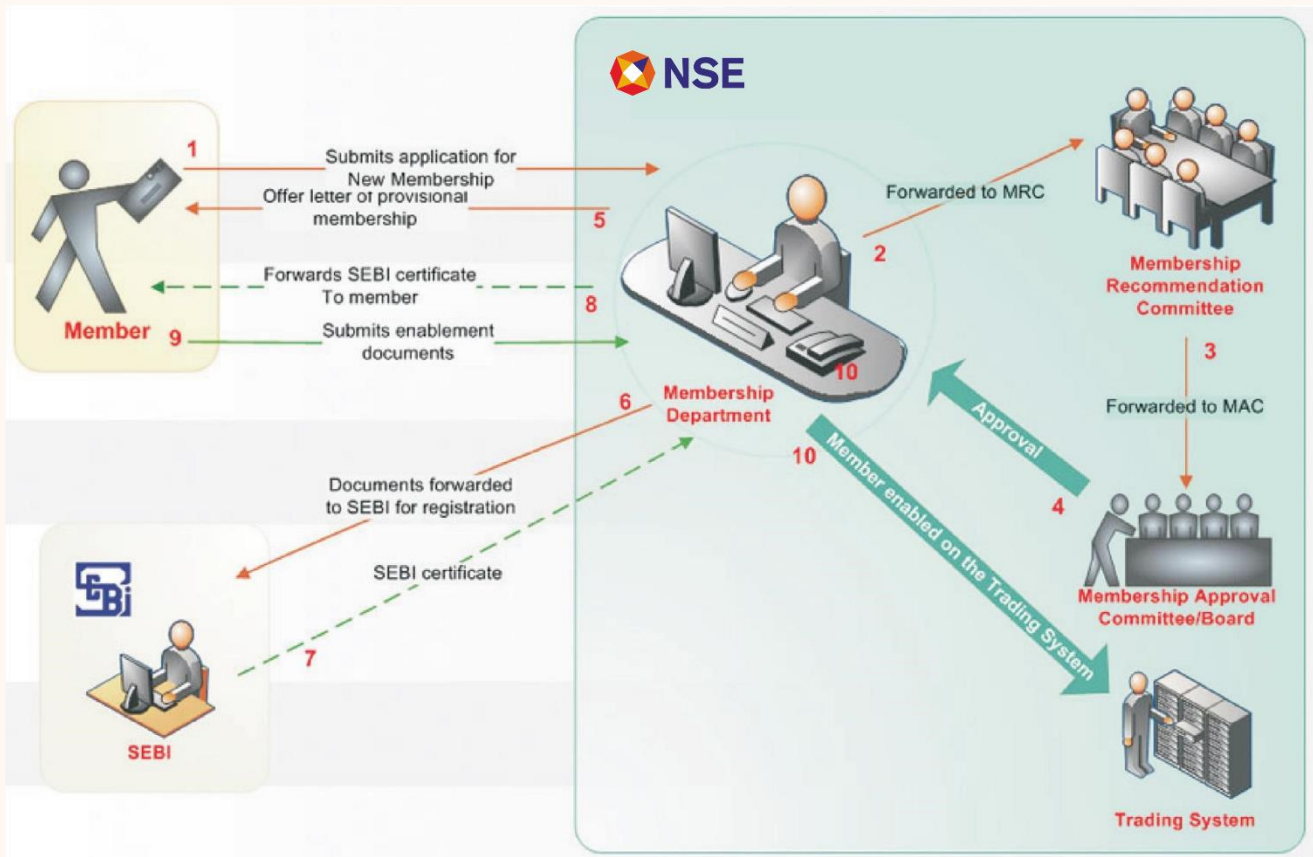 NSE
1
Submits application for
New Membership
Offer letter of provisional
membership
5
Forwarded to MRC
2
Membership
Recommendation
Committee
Forwards SEBI certificate
To member
8
Member
9
Submits enablement
documents
3
10
Membership
Department
6
Approval
Forwarded to MAC
10
Member enabled on the Trading System
4
Documents forwarded
to SEBI for registration
SEBI certificate
SEBI
Membership Approval
Committee/Board
7
SEBI
Trading System